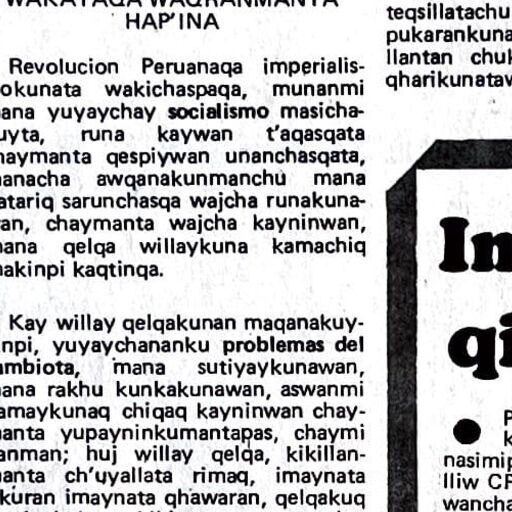 WAKATAQA WAQRANMANTA
HAP'INA
Revolucion Peruanaqa imperialis-
okunata wakichaspaqa, munanmi
ana yuyaychay socialismo masicha-
uyta, runa kaywan t'aqasqata
haymanta qespiywan unanchasqata,
anacha awqanakunmanchu mana
atariq sarunchasqa wajcha runakuna-
an, chaymanta wajcha kayninwan,
ana qelqa willaykuna kamachiq
akinpi kaqtinqa.
Kay willay qelqakunan maqanakuy-
npi, yuyaychananku problemas del
ambiota, mana sutiyaykunawan,
ana rakhu kunkakunawan, aswanmi
amaykunaq chiqaq kayninwan chay-
anta yupayninkumantapas, chaymi
anman; huj willay qelqa, kikillan-
anta ch'uyallata rimaq, imaynata
kuran imaynata qhawaran, qelqakuq
teqsillatachu
pukarankuna
llantan chuk
qharikunataw
In
qi
● P
k
nasimip
lliw CP
wancha